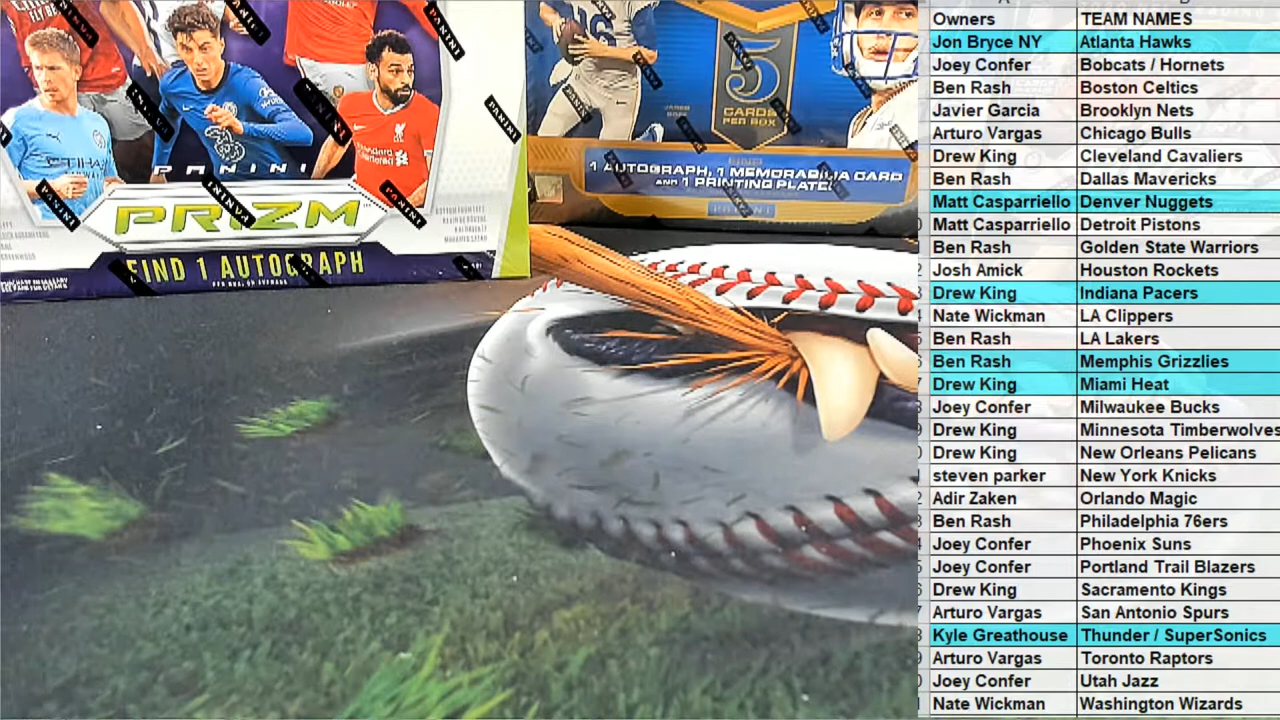 PANINI
PRIZM
FIND 1 AUTOGRAPH
PER BOX, ON AVERAGE
5
CARDS
PER BOX
1 AUTOGRAPH, 1 MEMORABILIA CARD
AND 1 PRINTING PLATE!
PANINI
Owners TEAM NAMES
Jon Bryce NY Atlanta Hawks
Joey Confer Bobcats / Hornets
Ben Rash Boston Celtics
Javier Garcia Brooklyn Nets
Arturo Vargas Chicago Bulls
Drew King Cleveland Cavaliers
Ben Rash Dallas Mavericks
Matt Casparriello Denver Nuggets
Matt Casparriello Detroit Pistons
Ben Rash Golden State Warriors
Josh Amick Houston Rockets
Drew King Indiana Pacers
Nate Wickman LA Clippers
Ben Rash LA Lakers
Ben Rash Memphis Grizzlies
Drew King Miami Heat
Joey Confer Milwaukee Bucks
Drew King Minnesota Timberwolves
Drew King New Orleans Pelicans
steven parker New York Knicks
Adir Zaken Orlando Magic
Ben Rash Philadelphia 76ers
Joey Confer Phoenix Suns
Joey Confer Portland Trail Blazers
Drew King Sacramento Kings
Arturo Vargas San Antonio Spurs
Kyle Greathouse Thunder / SuperSonics
Arturo Vargas Toronto Raptors
Joey Confer Utah Jazz
Nate Wickman Washington Wizards